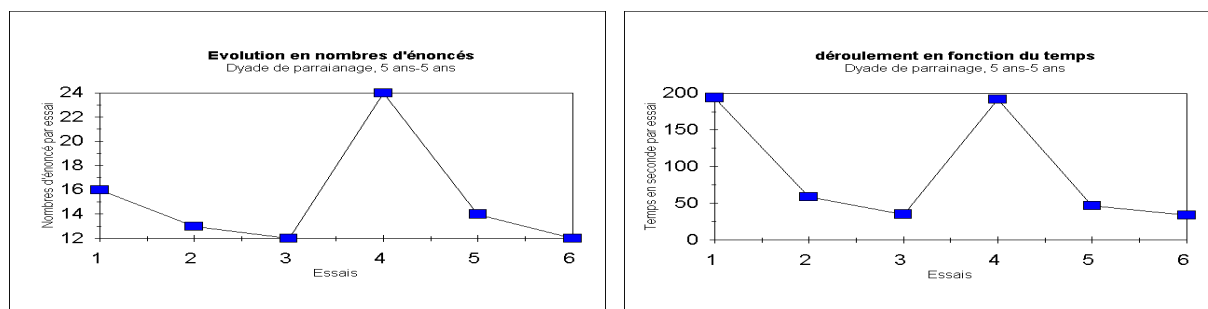 Evolution en nombres d'énoncés
Dyade de parraianage, 5 ans-5 ans
Nombres d'énoncé par essai
24
22
20
18
16
14
12
1 2 3 4 5 6
Essais
déroulement en fonction du temps
Dyade de parrainage, 5 ans-5 ans
Temps en seconde par essai
200
150
100
50
0
1 2 3 4 5 6
Essais